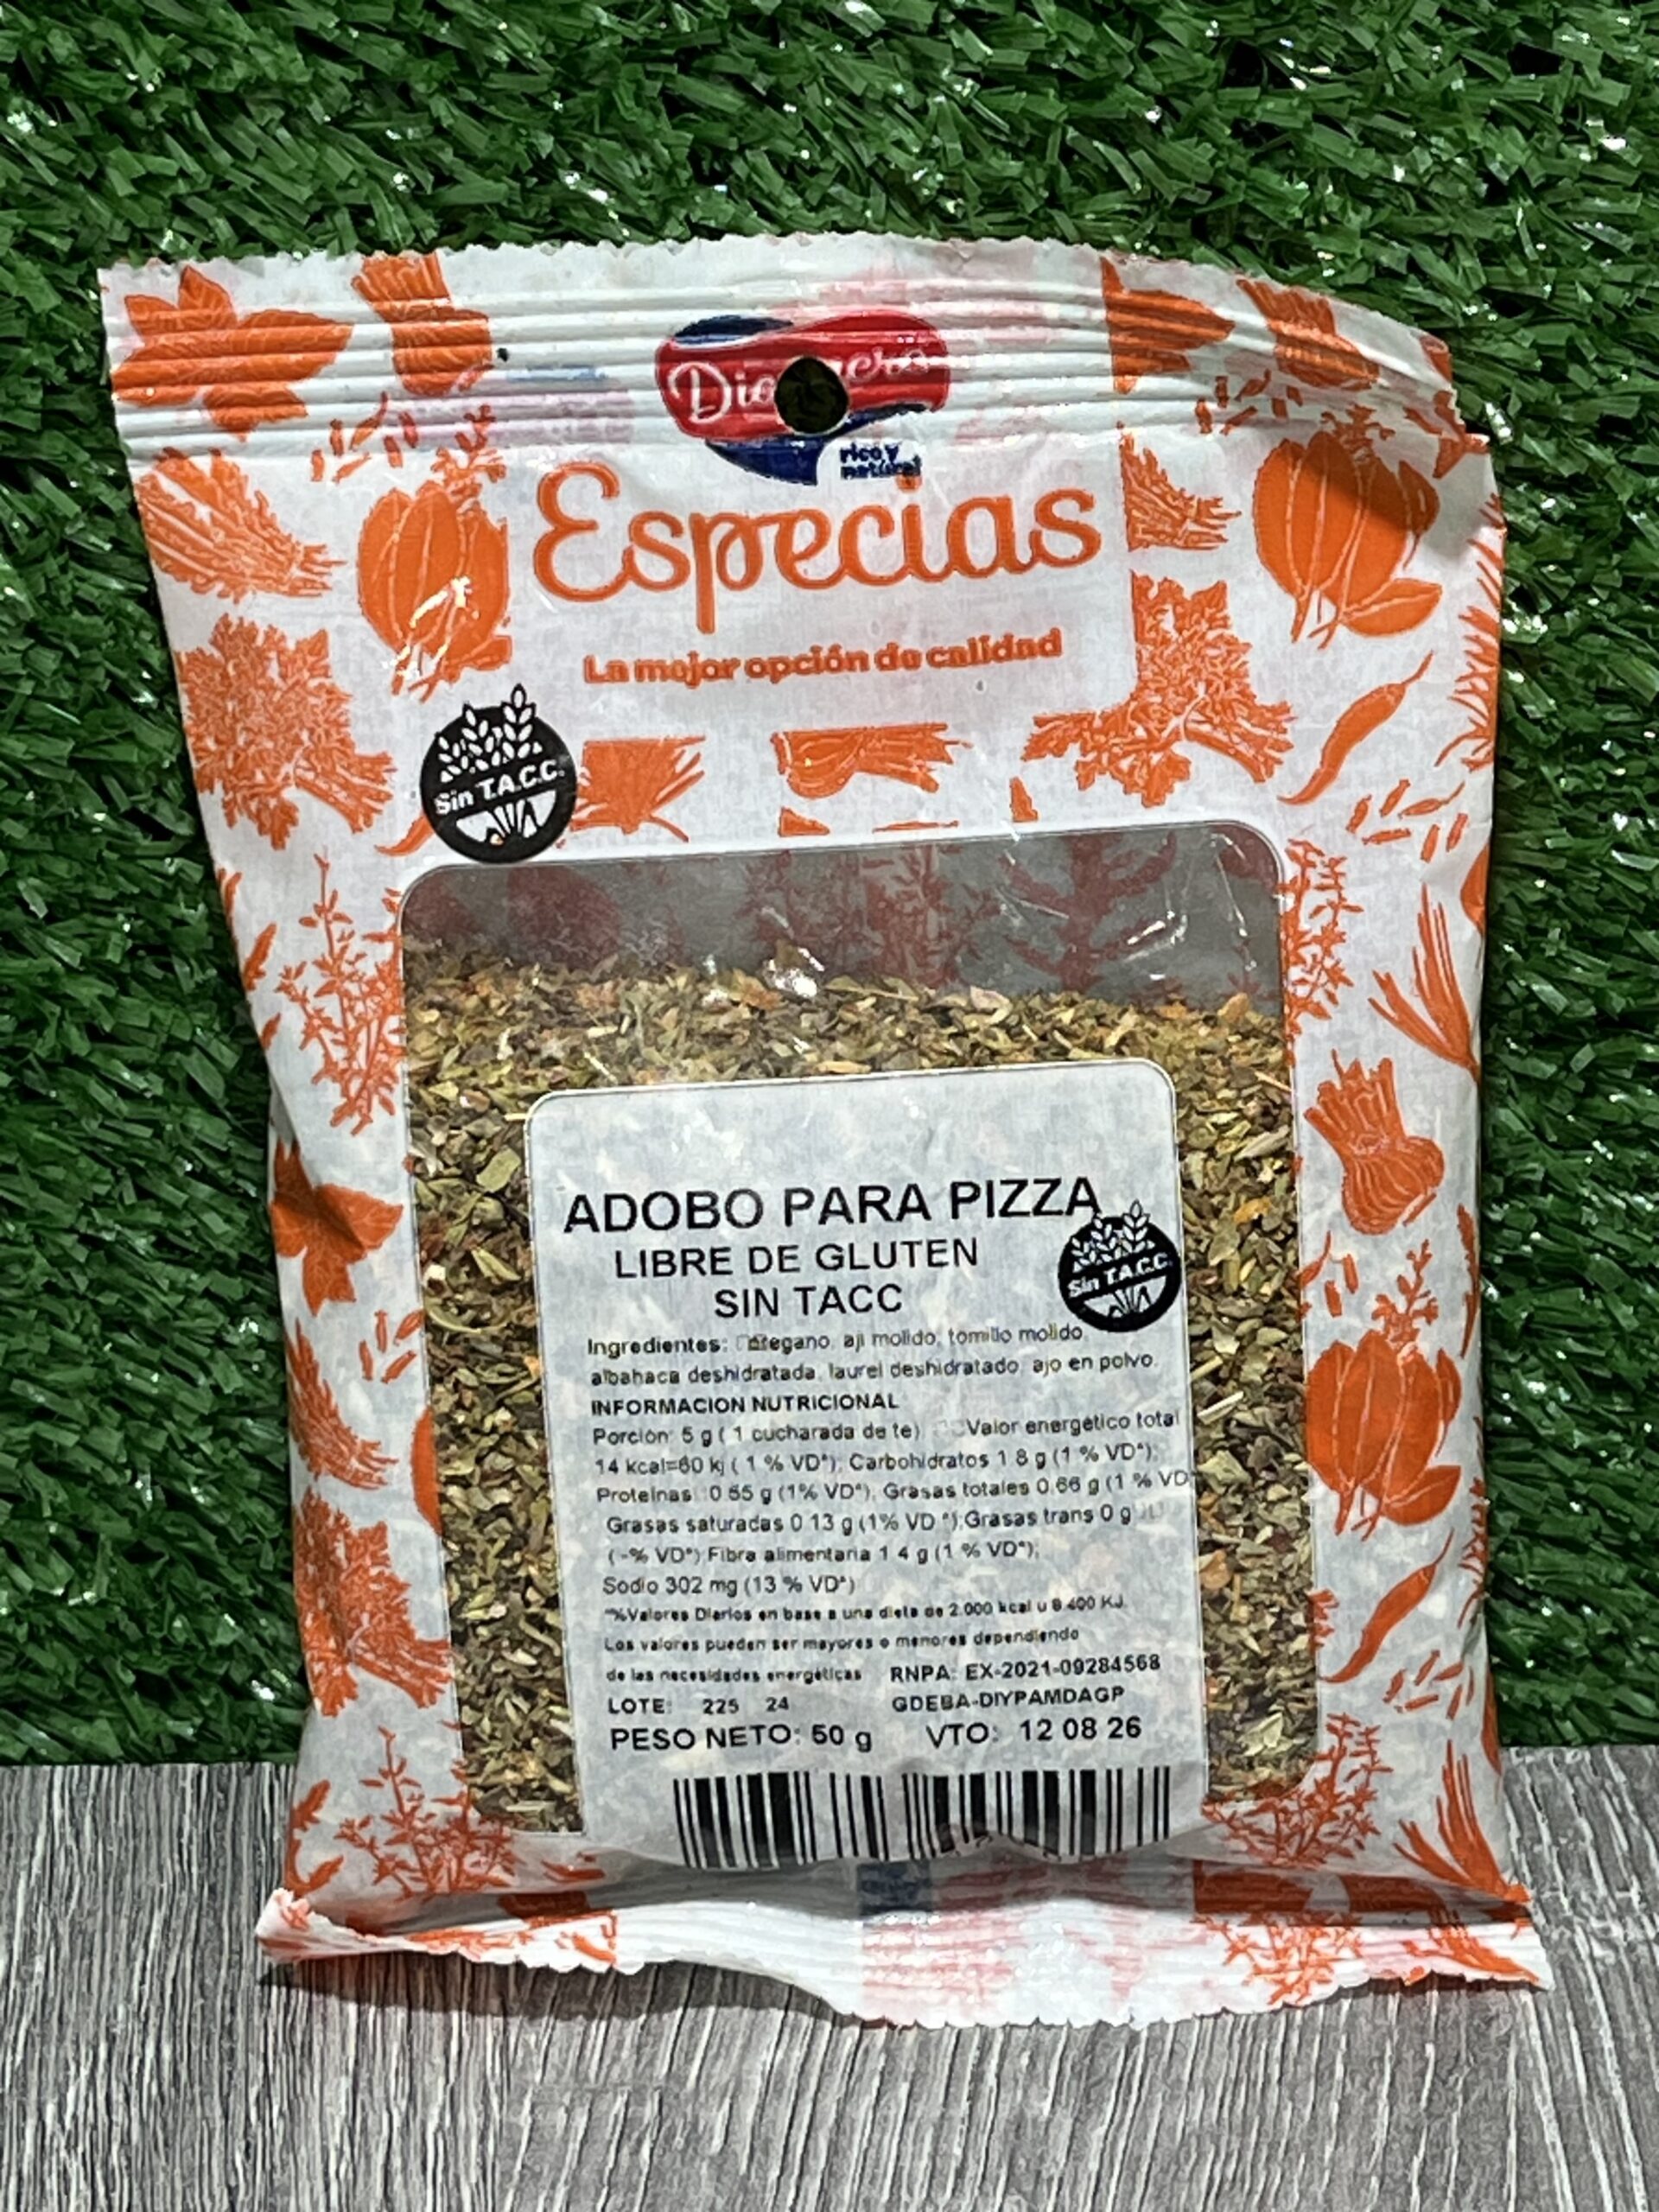 rico y
natural
Especias
La mejor opción de calidad
Sin T.A.C.C.
ADOBO PARA PIZZA
LIBRE DE GLUTEN
SIN TACC
Sin T.A.C.C.
Ingredientes: oregano, aji molido, tomillo molido,
albahaca deshidratada, laurel deshidratado, ajo en polvo.
INFORMACION NUTRICIONAL
Porcion: 5 g ( 1 cucharada de te) Valor energetico total
14 kcal=60 kj ( 1 % VD*); Carbohidratos 1.8 g (1 % VD*);
Proteinas: 0.65 g (1% VD*); Grasas totales 0.66 g (1 % VD
Grasas saturadas 0.13 g (1% VD *);Grasas trans 0 g
(-% VD*) Fibra alimentaria 1.4 g (1 % VD*);
Sodio 302 mg (13 % VD*)
*%Valores Diarios en base a una dieta de 2.000 kcal u 8.400 KJ.
Los valores pueden ser mayores o menores dependiendo
de las necesidades energéticas RNPA: EX-2021-09284568
LOTE: 225 24 GDEBA-DIYPAMDAGP
PESO NETO: 50 g VTO: 12 08 26